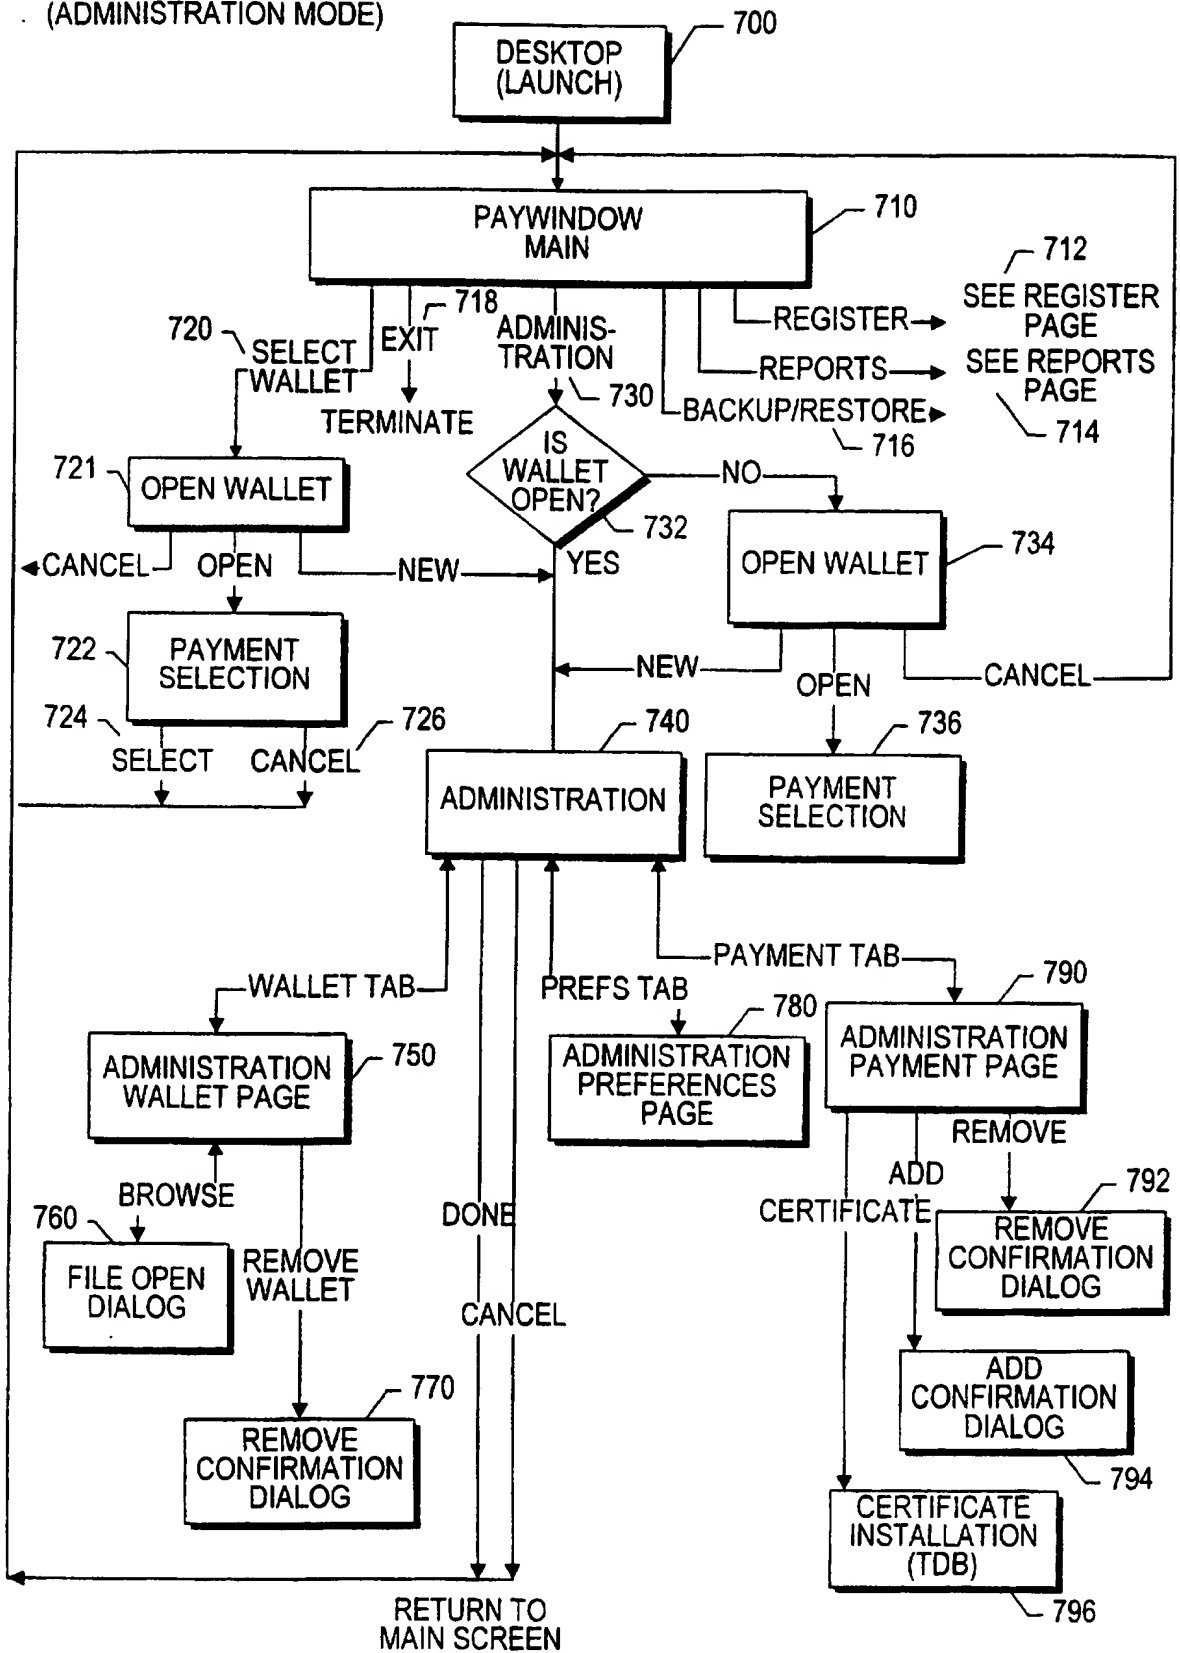 (ADMINISTRATION MODE)
700
DESKTOP
(LAUNCH)
PAYWINDOW
MAIN
710
712
SEE REGISTER
PAGE
REGISTER
SEE REPORTS
PAGE
REPORTS
714
BACKUP/RESTORE
716
718
EXIT
TERMINATE
720
SELECT
WALLET
ADMINIS-
TRATION
730
IS
WALLET
OPEN?
732
NO
YES
721
OPEN WALLET
CANCEL
OPEN
NEW
OPEN WALLET
734
NEW
OPEN
CANCEL
722
PAYMENT
SELECTION
724
SELECT
CANCEL
726
740
ADMINISTRATION
736
PAYMENT
SELECTION
WALLET TAB
PREFS TAB
PAYMENT TAB
750
ADMINISTRATION
WALLET PAGE
780
ADMINISTRATION
PREFERENCES
PAGE
790
ADMINISTRATION
PAYMENT PAGE
BROWSE
760
FILE OPEN
DIALOG
REMOVE
WALLET
DONE
CANCEL
REMOVE
ADD
CERTIFICATE
792
REMOVE
CONFIRMATION
DIALOG
ADD
CONFIRMATION
DIALOG
794
770
REMOVE
CONFIRMATION
DIALOG
CERTIFICATE
INSTALLATION
(TDB)
796
RETURN TO
MAIN SCREEN